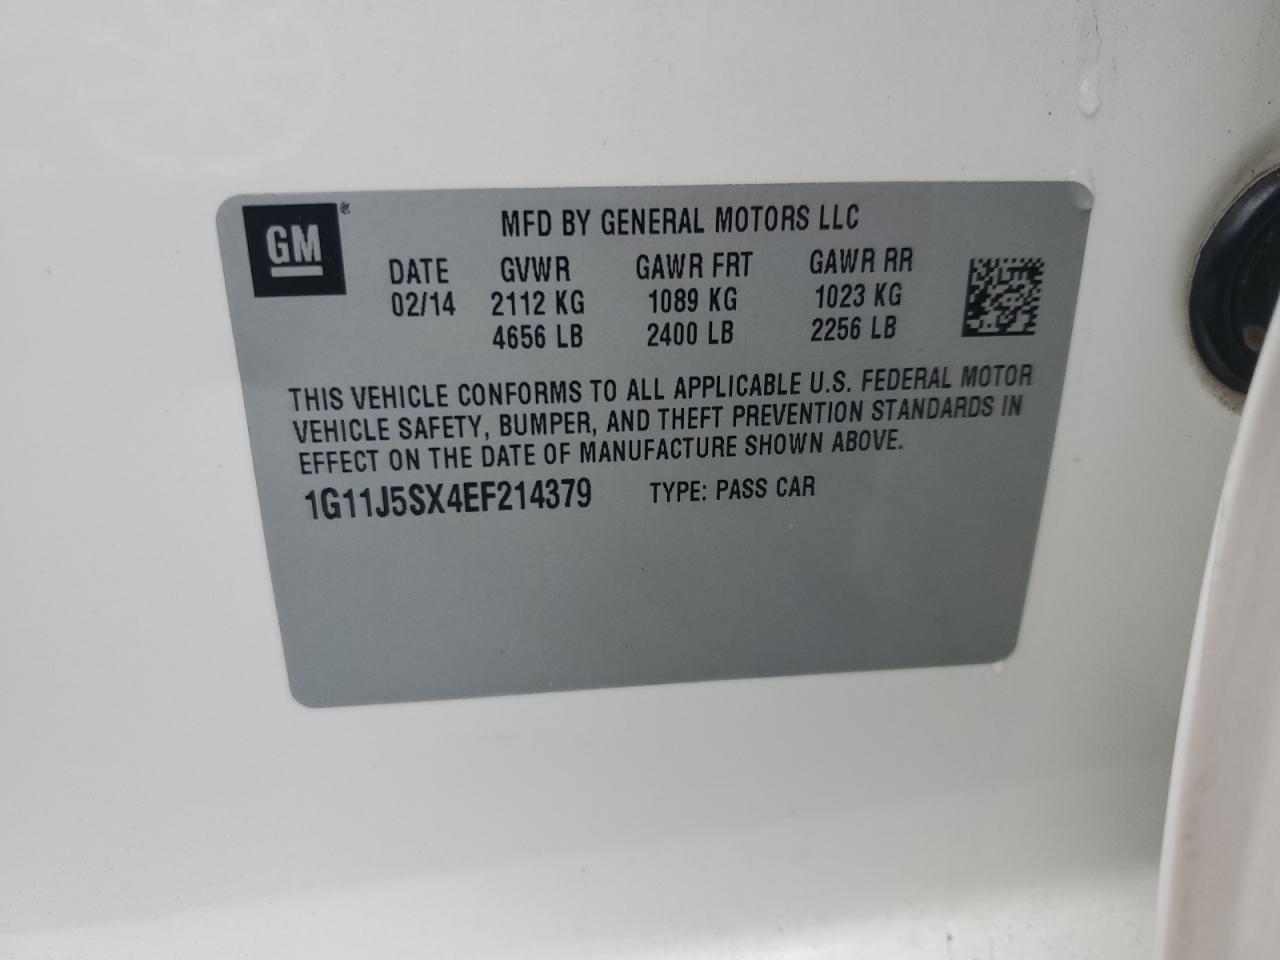 GM
MFD BY GENERAL MOTORS LLC
DATE GVWR GAWR FRT GAWR RR
02/14 2112 KG 1089 KG 1023 KG
4656 LB 2400 LB 2256 LB
THIS VEHICLE CONFORMS TO ALL APPLICABLE U.S. FEDERAL MOTOR
VEHICLE SAFETY, BUMPER, AND THEFT PREVENTION STANDARDS IN
EFFECT ON THE DATE OF MANUFACTURE SHOWN ABOVE.
1G11J5SX4EF214379 TYPE: PASS CAR